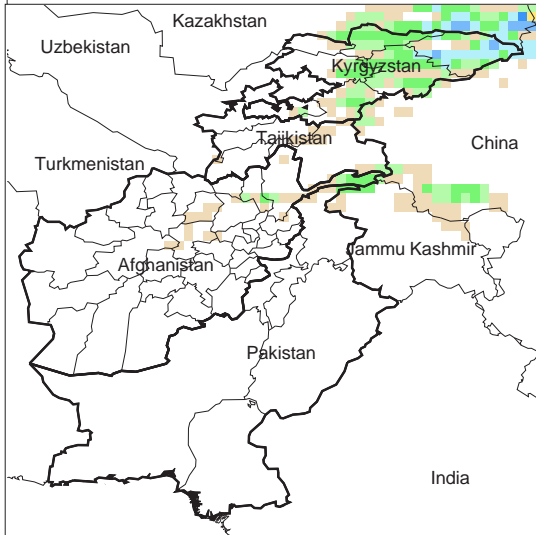 Kazakhstan
Uzbekistan
Kyrgyzstan
Tajikistan
China
Turkmenistan
Jammu Kashmir
Afghanistan
Pakistan
India